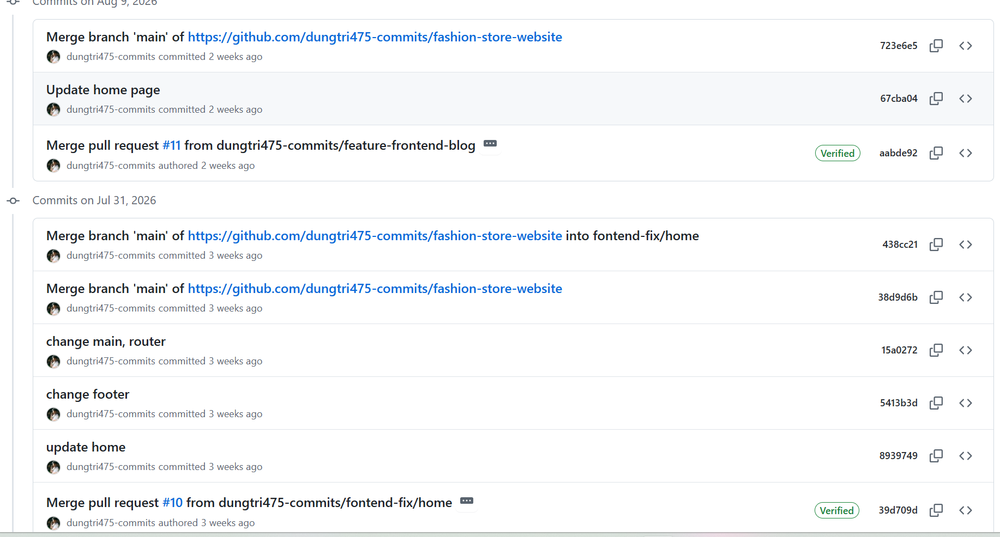 Commits on Aug 9, 2026
Merge branch 'main' of https://github.com/dungtri475-commits/fashion-store-website
723e6e5
dungtri475-commits committed 2 weeks ago
Update home page
67cba04
dungtri475-commits committed 2 weeks ago
Merge pull request #11 from dungtri475-commits/feature-frontend-blog
Verified aabde92
dungtri475-commits authored 2 weeks ago
Commits on Jul 31, 2026
Merge branch 'main' of https://github.com/dungtri475-commits/fashion-store-website into fontend-fix/home
438cc21
dungtri475-commits committed 3 weeks ago
Merge branch 'main' of https://github.com/dungtri475-commits/fashion-store-website
38d9d6b
dungtri475-commits committed 3 weeks ago
change main, router
15a0272
dungtri475-commits committed 3 weeks ago
change footer
5413b3d
dungtri475-commits committed 3 weeks ago
update home
8939749
dungtri475-commits committed 3 weeks ago
Merge pull request #10 from dungtri475-commits/fontend-fix/home
Verified 39d709d
dungtri475-commits authored 3 weeks ago